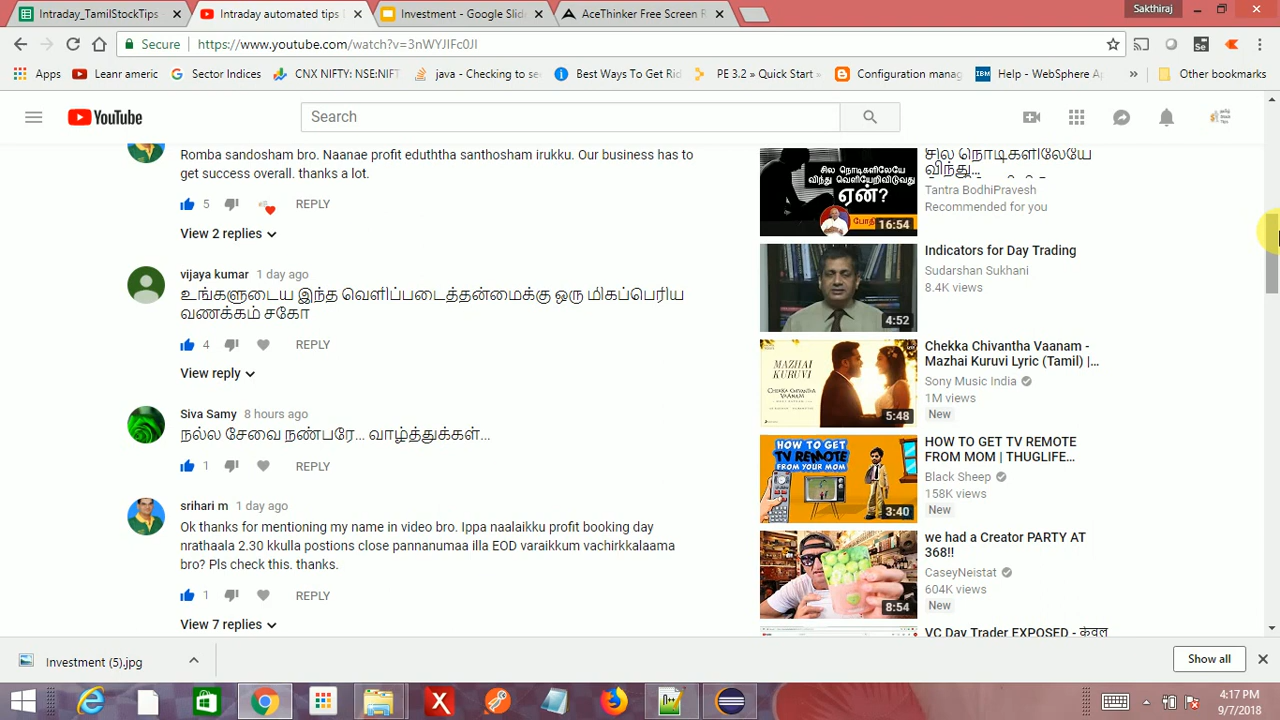 Intraday_TamilStockTips
Intraday automated tips
Investment - Google Slid
AceThinker Free Screen R
Sakthiraj
Secure
https://www.youtube.com/watch?v=3nWYJIFc0JI
Apps
Leanr americ
Sector Indices
CNX NIFTY: NSE:NIFT
java - Checking to se
Best Ways To Get Rid
PE 3.2 » Quick Start
Configuration manag
IBM
Help - WebSphere Ap
»
Other bookmarks
YouTube
Search
Romba sandosham bro. Naanae profit eduththa santhosham irukku. Our business has to
get success overall. thanks a lot.
5
REPLY
View 2 replies
vijaya kumar 1 day ago
உங்களுடைய இந்த வெளிப்படைத்தன்மைக்கு ஒரு மிகப்பெரிய
வணக்கம் சகோ
4
REPLY
View reply
Siva Samy 8 hours ago
நல்ல சேவை நண்பரே... வாழ்த்துக்கள்...
1
REPLY
srihari m 1 day ago
Ok thanks for mentioning my name in video bro. Ippa naalaikku profit booking day
nrathaala 2.30 kkulla postions close pannanumaa illa EOD varaikkum vachirkkalaama
bro? Pls check this. thanks.
1
REPLY
View 7 replies
சில நொடிகளிலேயே
விந்து வெளியேறிவிடுவது
ஏன்?
16:54
சில நொடிகளிலேயே
விந்து...
Tantra BodhiPravesh
Recommended for you
4:52
Indicators for Day Trading
Sudarshan Sukhani
8.4K views
MAZHAI
KURUVI
CHEKKA CHIVANTHA
VAANAM
5:48
Chekka Chivantha Vaanam -
Mazhai Kuruvi Lyric (Tamil) |...
Sony Music India
1M views
New
HOW TO GET
TV REMOTE
FROM YOUR MOM
3:40
HOW TO GET TV REMOTE
FROM MOM | THUGLIFE...
Black Sheep
158K views
New
8:54
we had a Creator PARTY AT
368!!
CaseyNeistat
604K views
New
VC Day Trader EXPOSED - केवल
Investment (5).jpg
Show all
4:17 PM
9/7/2018